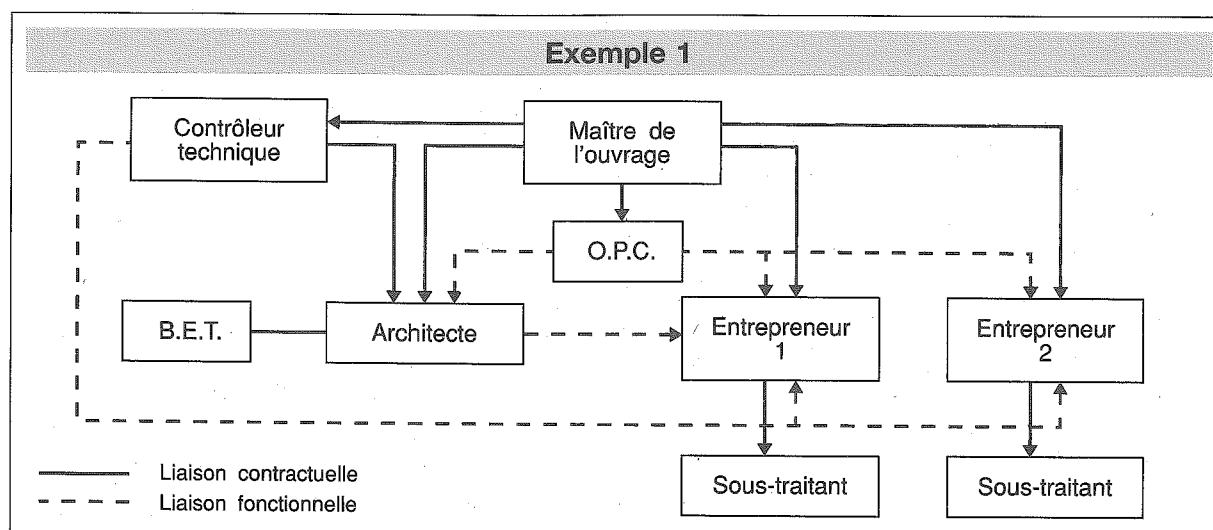 Exemple 1
Contrôleur
technique
Maître de
l'ouvrage
O.P.C.
B.E.T.
Architecte
Entrepreneur
1
Entrepreneur
2
Liaison contractuelle
Liaison fonctionnelle
Sous-traitant
Sous-traitant